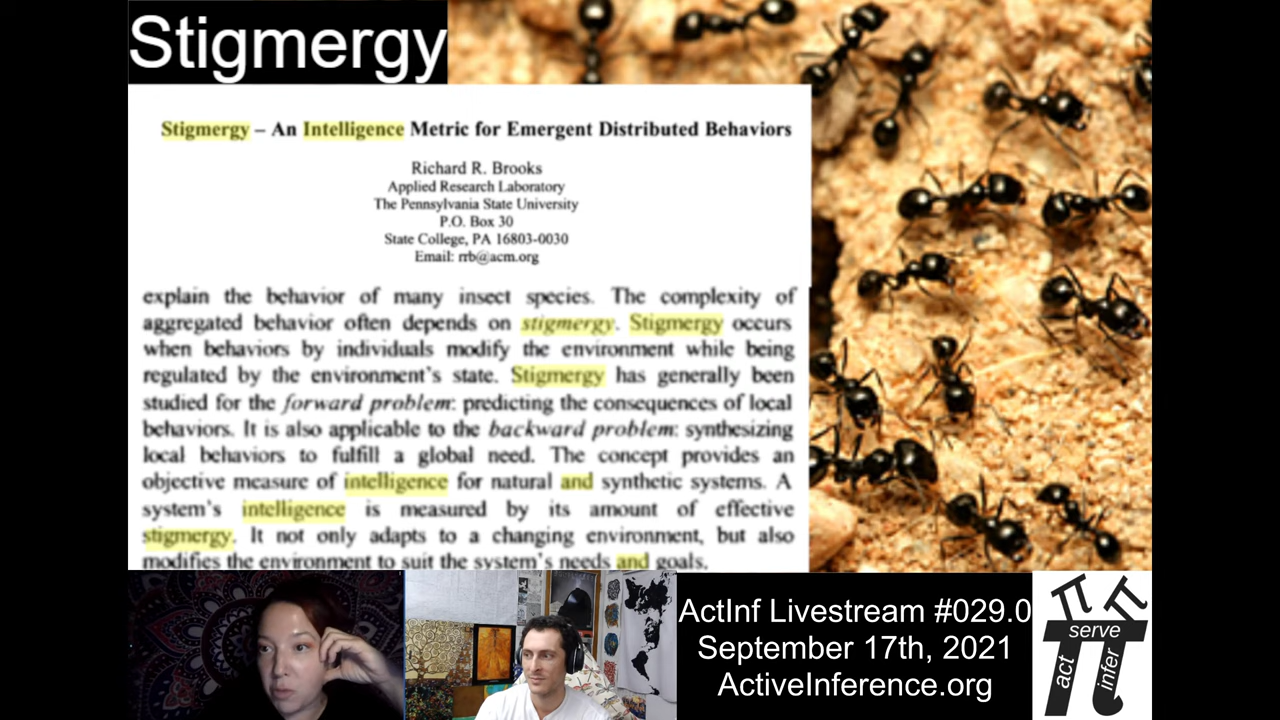 Stigmergy
Stigmergy – An Intelligence Metric for Emergent Distributed Behaviors
Richard R. Brooks
Applied Research Laboratory
The Pennsylvania State University
P.O. Box 30
State College, PA 16803-0030
Email: rrb@acm.org
explain the behavior of many insect species. The complexity of
aggregated behavior often depends on stigmergy. Stigmergy occurs
when behaviors by individuals modify the environment while being
regulated by the environment's state. Stigmergy has generally been
studied for the forward problem: predicting the consequences of local
behaviors. It is also applicable to the backward problem: synthesizing
local behaviors to fulfill a global need. The concept provides an
objective measure of intelligence for natural and synthetic systems. A
system's intelligence is measured by its amount of effective
stigmergy. It not only adapts to a changing environment, but also
modifies the environment to suit the system's needs and goals.
ActInf Livestream #029.0
September 17th, 2021
ActiveInference.org
serve
act
infer